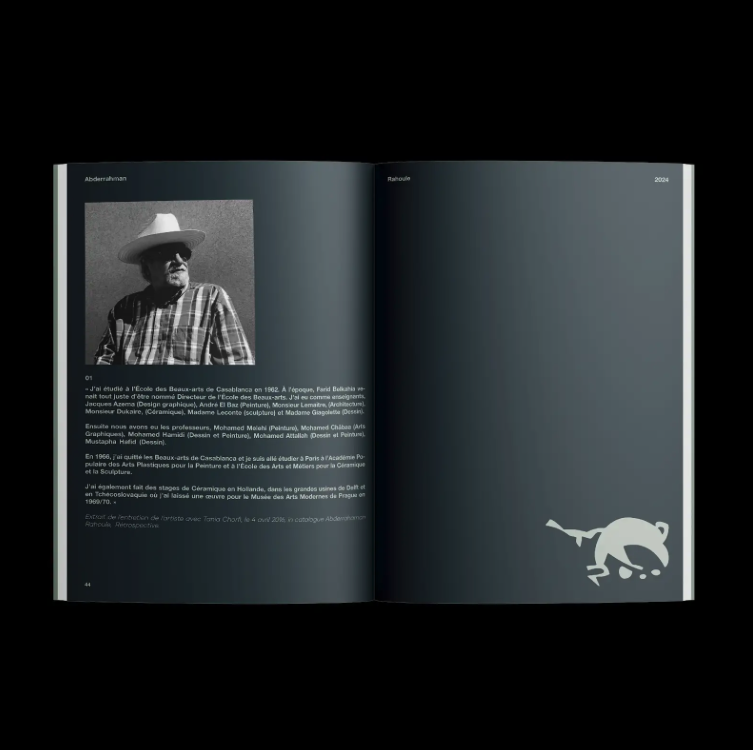 Abderrahman
Rahoule
2024
01
« J'ai étudié à l'École des Beaux-arts de Casablanca en 1962. À l'époque, Farid Belkahia ve-
nait tout juste d'être nommé Directeur de l'École des Beaux-arts. J'ai eu comme enseignants,
Jacques Azema (Design graphique), André El Baz (Peinture), Monsieur Lemaitre, (Architecture),
Monsieur Dukaire, (Céramique), Madame Leconte (sculpture) et Madame Giagoletta (Dessin).
Ensuite nous avons eu les professeurs, Mohamed Melehi (Peinture), Mohamed Châbaa (Arts
Graphiques), Mohamed Hamidi (Dessin et Peinture), Mohamed Attallah (Dessin et Peinture),
Mustapha Hafid (Dessin).
En 1966, j'ai quitté les Beaux-arts de Casablanca et je suis allé étudier à Paris à l'Académie Po-
pulaire des Arts Plastiques pour la Peinture et à l'École des Arts et Métiers pour la Céramique
et la Sculpture.
J'ai également fait des stages de Céramique en Hollande, dans les grandes usines de Delft et
en Tchécoslovaquie où j'ai laissé une œuvre pour le Musée des Arts Modernes de Prague en
1969/70. »
Extrait de l'entretien de l'artiste avec Tania Chorfi, le 4 avril 2016, in catalogue Abderrahman
Rahoule, Retrospective.
44